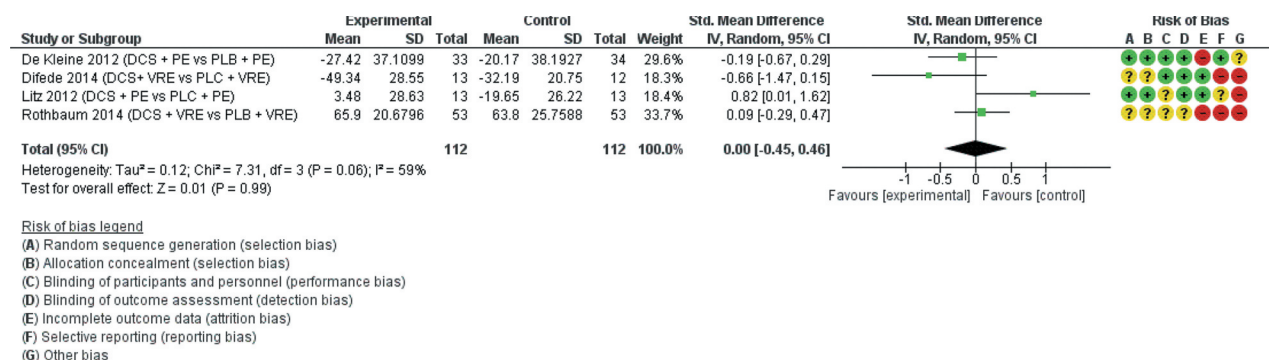 Experimental Control Std. Mean Difference Std. Mean Difference Risk of Bias
Study or Subgroup Mean SD Total Mean SD Total Weight IV, Random, 95% CI IV, Random, 95% CI A B C D E F G
De Kleine 2012 (DCS + PE vs PLB + PE) -27.42 37.1099 33 -20.17 38.1927 34 29.6% -0.19 [-0.67, 0.29] + + + + - + ?
Difede 2014 (DCS+ VRE vs PLC + VRE) -49.34 28.55 13 -32.19 20.75 12 18.3% -0.66 [-1.47, 0.15] ? ? + + + - -
Litz 2012 (DCS + PE vs PLC + PE) 3.48 28.63 13 -19.65 26.22 13 18.4% 0.82 [0.01, 1.62] + + ? + + ? -
Rothbaum 2014 (DCS + VRE vs PLB + VRE) 65.9 20.6796 53 63.8 25.7588 53 33.7% 0.09 [-0.29, 0.47] ? ? ? ? - - -
Total (95% CI) 112 112 100.0% 0.00 [-0.45, 0.46]
Heterogeneity: Tau² = 0.12; Chi² = 7.31, df = 3 (P = 0.06); I² = 59%
Test for overall effect: Z = 0.01 (P = 0.99)
-1 -0.5 0 0.5 1
Favours [experimental] Favours [control]
Risk of bias legend
(A) Random sequence generation (selection bias)
(B) Allocation concealment (selection bias)
(C) Blinding of participants and personnel (performance bias)
(D) Blinding of outcome assessment (detection bias)
(E) Incomplete outcome data (attrition bias)
(F) Selective reporting (reporting bias)
(G) Other bias